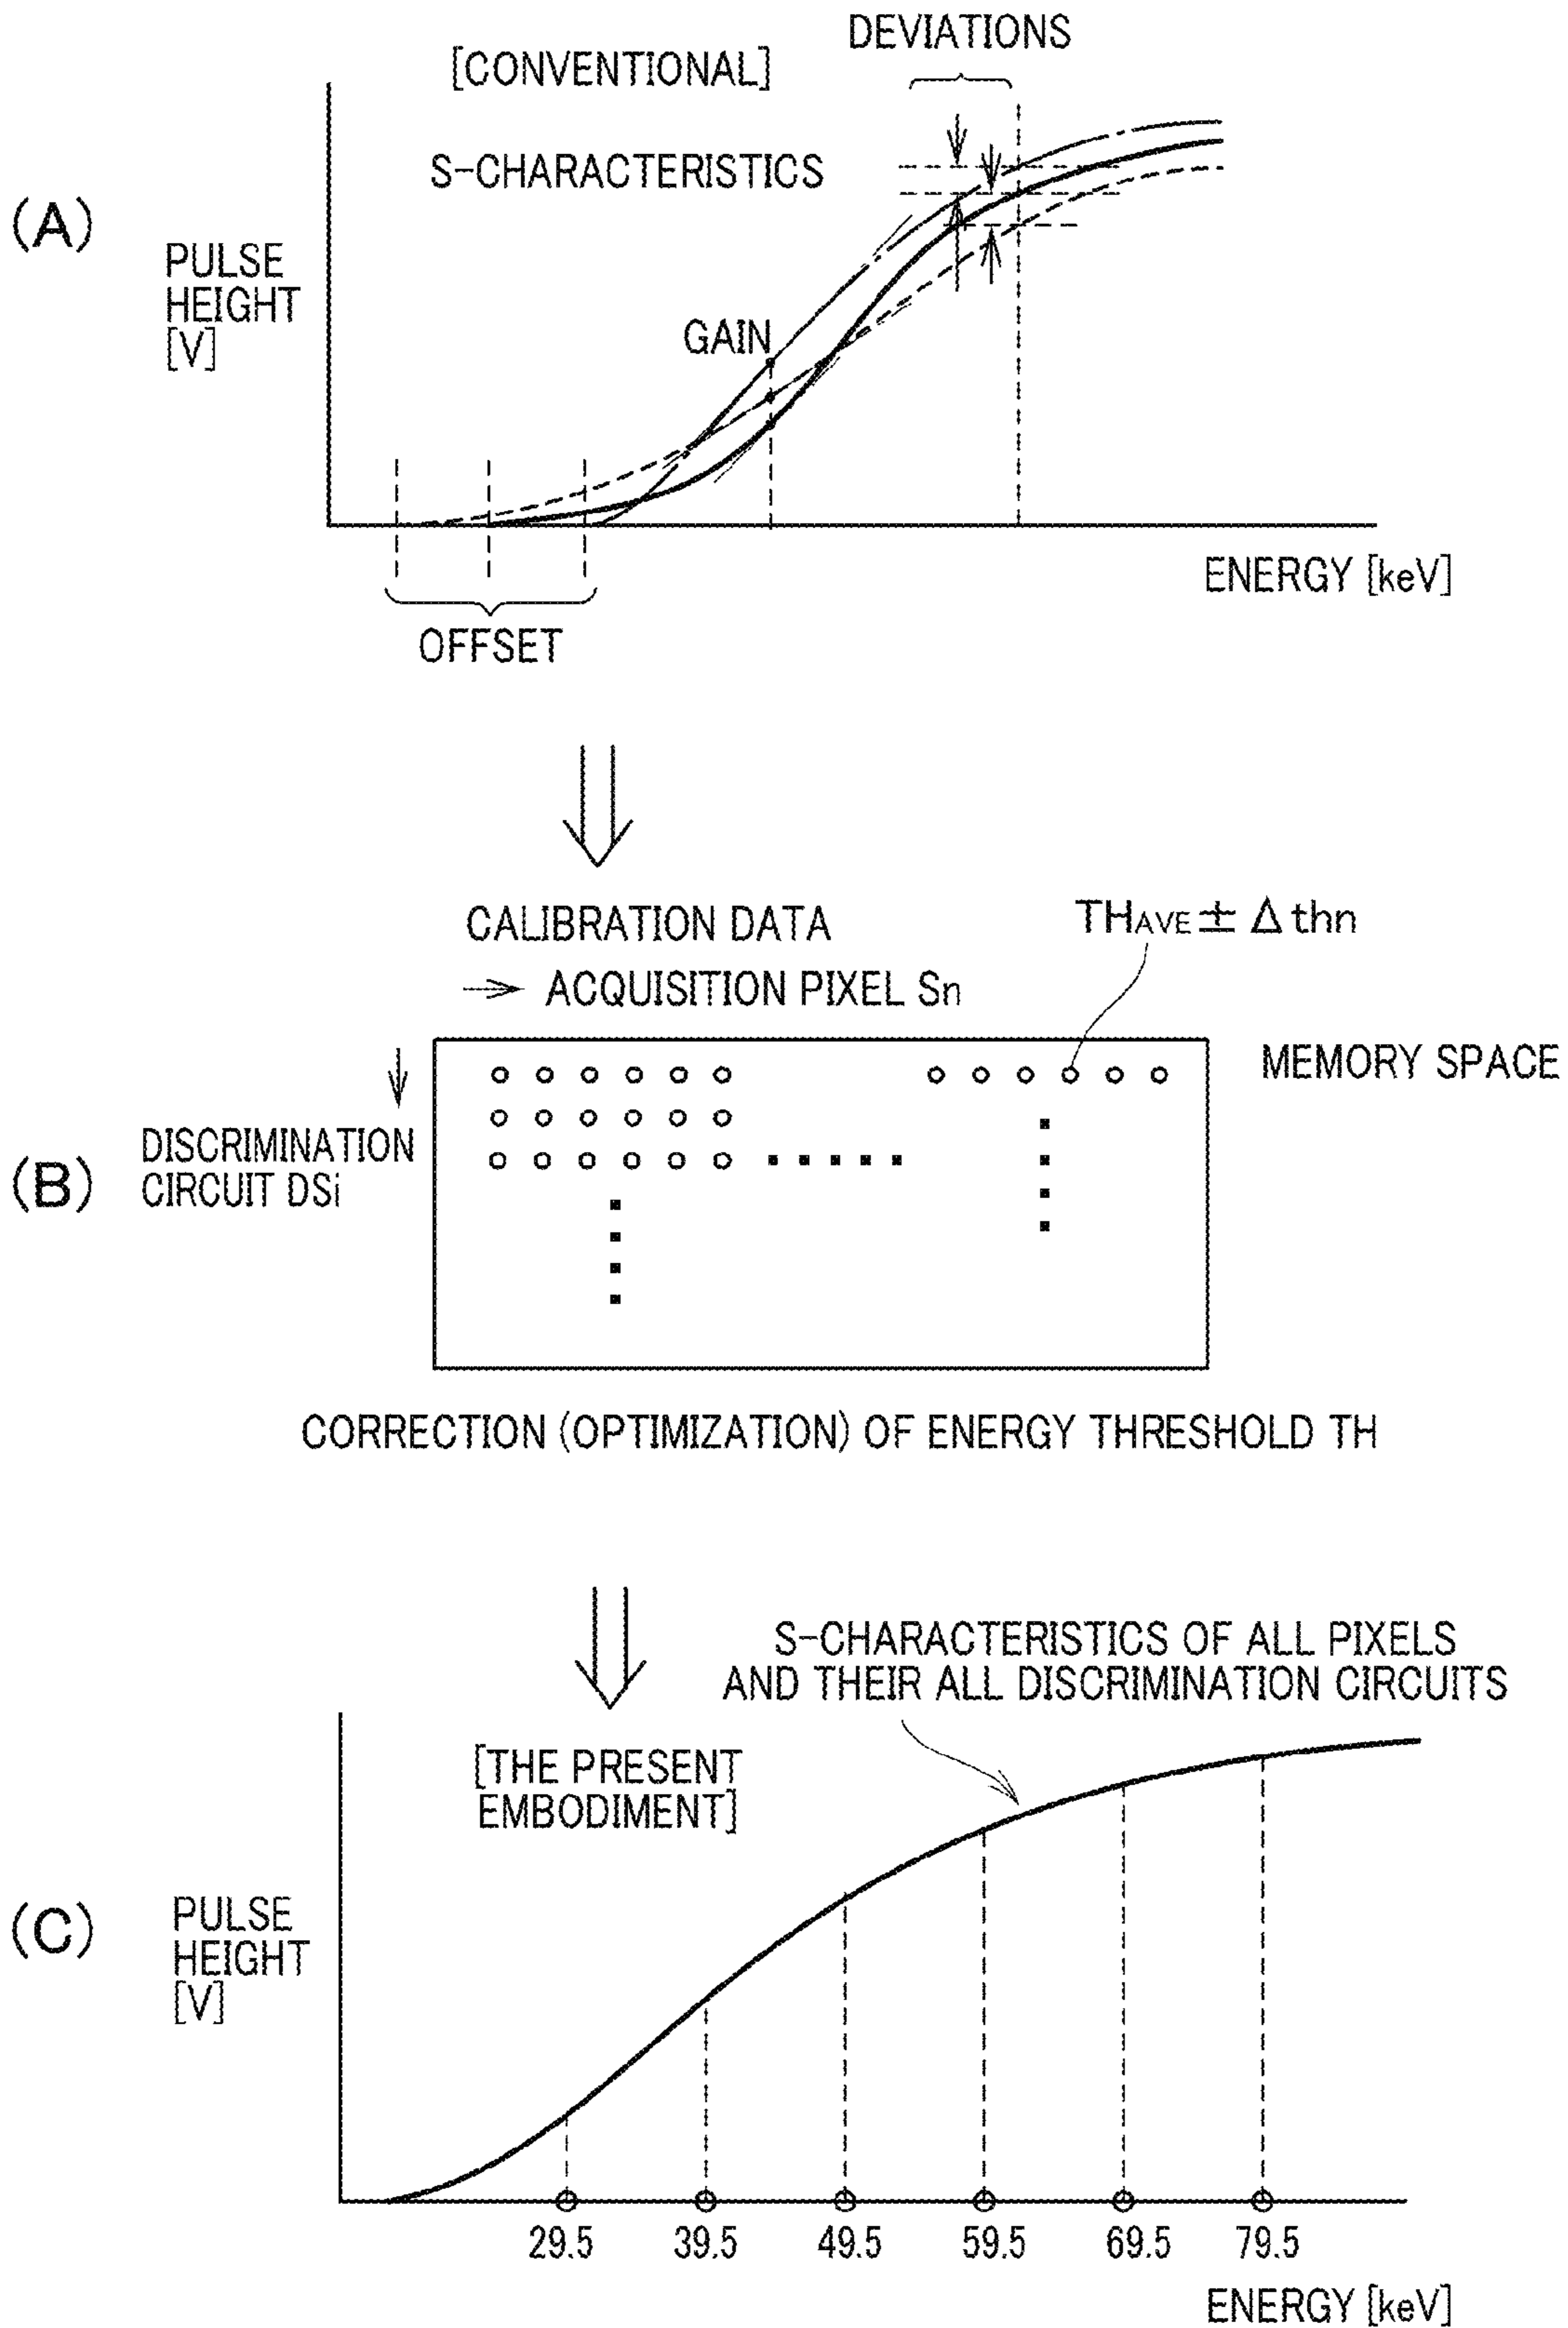 DEVIATIONS
[CONVENTIONAL]
S-CHARACTERISTICS
(A)
PULSE
HEIGHT
[V]
GAIN
ENERGY [keV]
OFFSET
CALIBRATION DATA
THAVE ± Δthn
→ ACQUISITION PIXEL Sn
MEMORY SPACE
DISCRIMINATION
CIRCUIT DSi
(B)
CORRECTION (OPTIMIZATION) OF ENERGY THRESHOLD TH
S-CHARACTERISTICS OF ALL PIXELS
AND THEIR ALL DISCRIMINATION CIRCUITS
[THE PRESENT
EMBODIMENT]
(C)
PULSE
HEIGHT
[V]
29.5 39.5 49.5 59.5 69.5 79.5
ENERGY [keV]